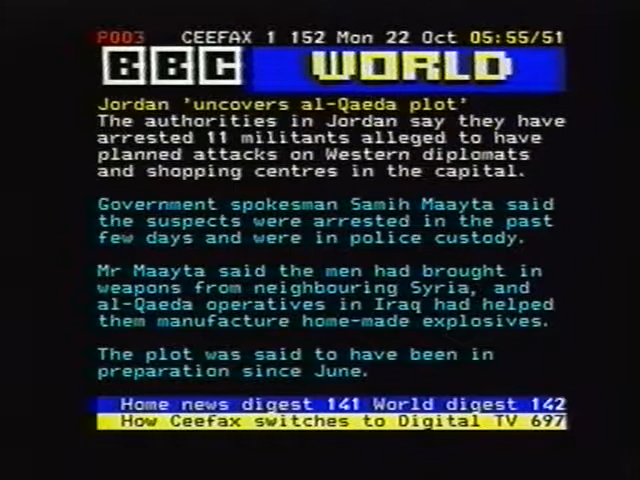 P003 CEEFAX 1 152 Mon 22 Oct 05:55/51
BBC WORLD
Jordan 'uncovers al-Qaeda plot'
The authorities in Jordan say they have
arrested 11 militants alleged to have
planned attacks on Western diplomats
and shopping centres in the capital.
Government spokesman Samih Maayta said
the suspects were arrested in the past
few days and were in police custody.
Mr Maayta said the men had brought in
weapons from neighbouring Syria, and
al-Qaeda operatives in Iraq had helped
them manufacture home-made explosives.
The plot was said to have been in
preparation since June.
Home news digest 141 World digest 142
How Ceefax switches to Digital TV 697